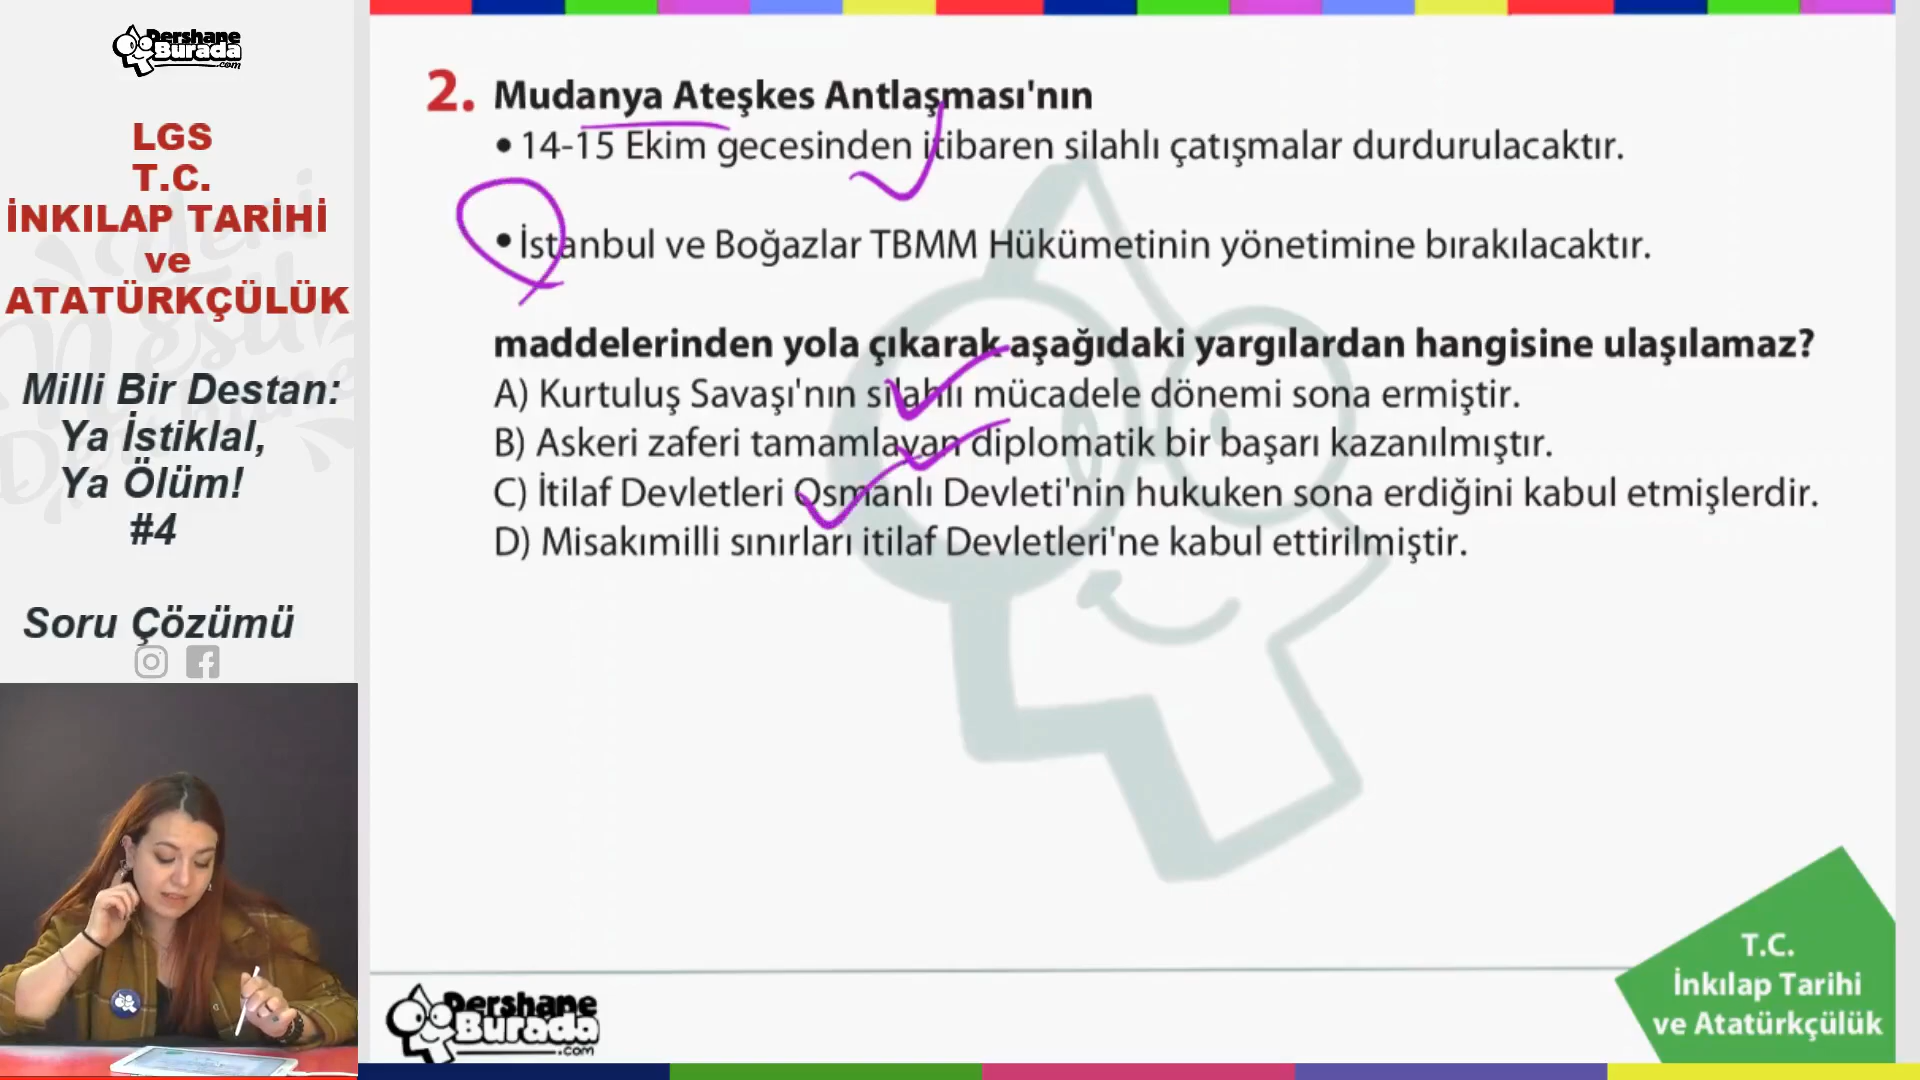 Dershane
Burada
.com
LGS
T.C.
İNKILAP TARİHİ
ve
ATATÜRKÇÜLÜK
Milli Bir Destan:
Ya İstiklal,
Ya Ölüm!
#4
Soru Çözümü
2. Mudanya Ateşkes Antlaşması'nın
• 14-15 Ekim gecesinden itibaren silahlı çatışmalar durdurulacaktır.
• İstanbul ve Boğazlar TBMM Hükümetinin yönetimine bırakılacaktır.
maddelerinden yola çıkarak aşağıdaki yargılardan hangisine ulaşılamaz?
A) Kurtuluş Savaşı'nın silahlı mücadele dönemi sona ermiştir.
B) Askeri zaferi tamamlayan diplomatik bir başarı kazanılmıştır.
C) İtilaf Devletleri Osmanlı Devleti'nin hukuken sona erdiğini kabul etmişlerdir.
D) Misakımilli sınırları itilaf Devletleri'ne kabul ettirilmiştir.
Dershane
Burada
.com
T.C.
İnkılap Tarihi
ve Atatürkçülük